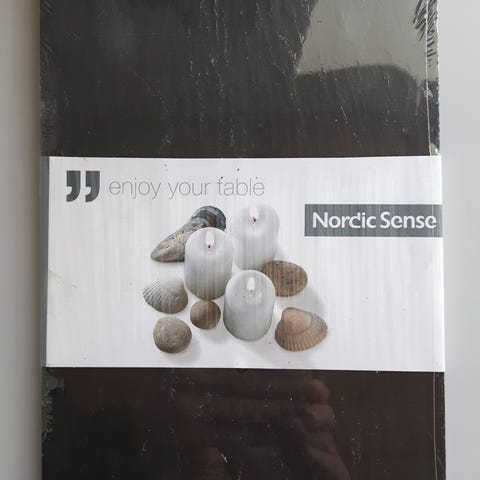 ” enjoy your table
Nordic Sense